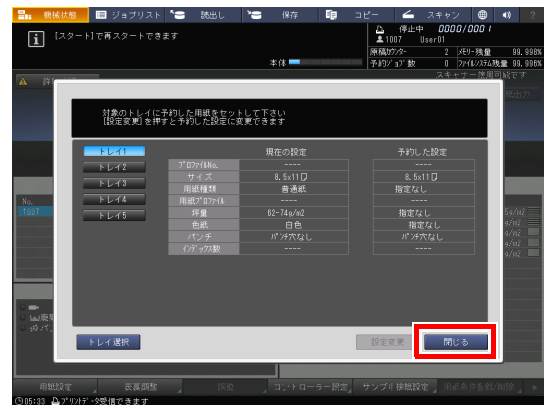 機械状態 ジョブリスト 読出し 保存 コピー スキャン ?
[スタート]で再スタートできます
停止中 0000/0000
1007 User01
本体
原稿カウンター 2 メモリー残量 99.998%
予約ジョブ数 0 ファイルシステム残量 99.996%
スキャナー使用可能です
対象のトレイに予約した用紙をセットして下さい
[設定変更]を押すと予約した設定に変更できます
トレイ1
トレイ2
トレイ3
トレイ4
トレイ5
現在の設定 予約した設定
プロファイルNo. ---- ----
サイズ 8.5x11 8.5x11
用紙種類 普通紙 指定なし
用紙プロファイル ---- ----
坪量 62-74g/m2 指定なし
色紙 白色 指定なし
パンチ パンチ穴なし パンチ穴なし
インデックス数 ---- ----
No.
1007
トレイ選択 設定変更 閉じる
用紙設定 表裏調整 調整 コントローラー設定 サンプル接続設定
05:33 プリントデータ受信できます